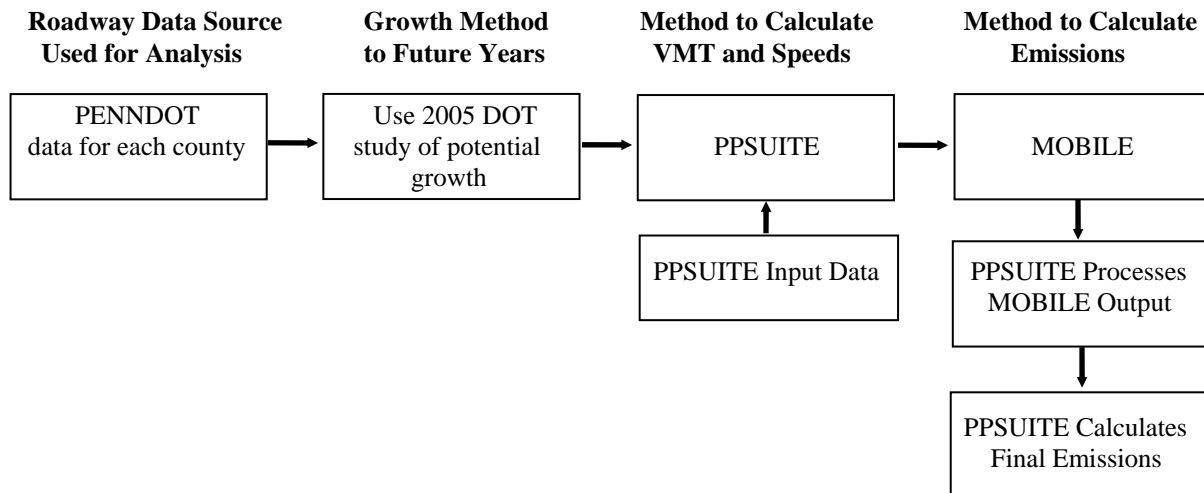 Roadway Data Source
Used for Analysis
Growth Method
to Future Years
Method to Calculate
VMT and Speeds
Method to Calculate
Emissions
PENNDOT
data for each county
Use 2005 DOT
study of potential
growth
PPSUITE
MOBILE
PPSUITE Input Data
PPSUITE Processes
MOBILE Output
PPSUITE Calculates
Final Emissions